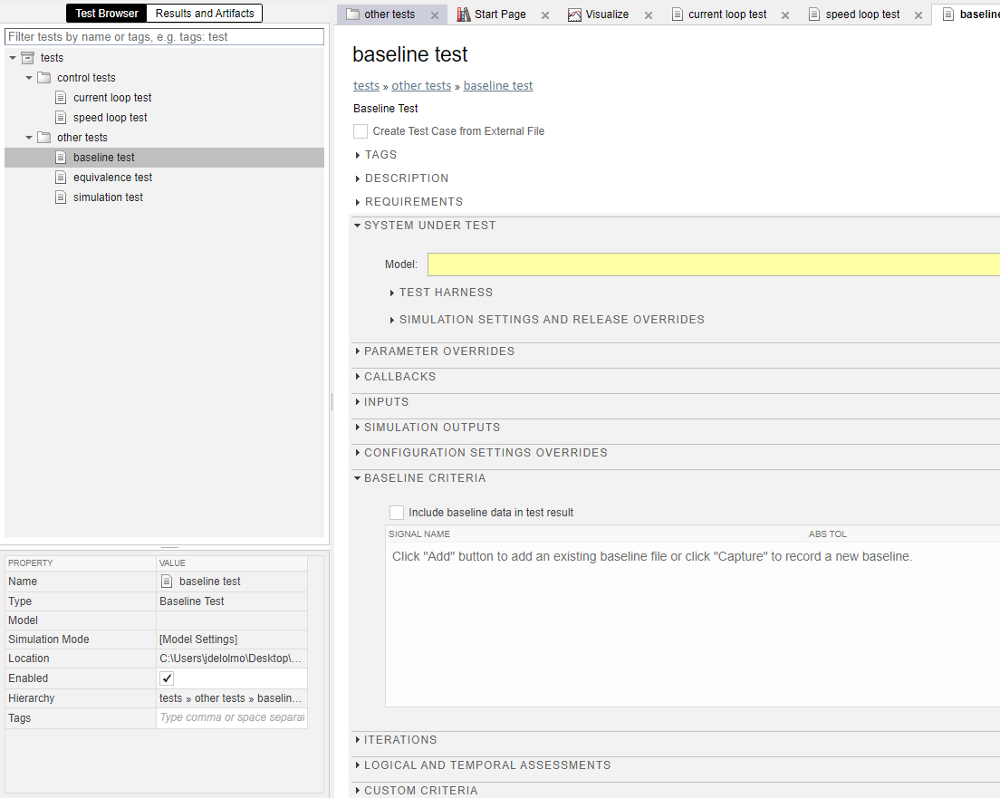 Test Browser
Results and Artifacts
Filter tests by name or tags, e.g. tags: test
tests
control tests
current loop test
speed loop test
other tests
baseline test
equivalence test
simulation test
PROPERTY VALUE
Name baseline test
Type Baseline Test
Model
Simulation Mode [Model Settings]
Location C:\Users\jdelolmo\Desktop\...
Enabled
Hierarchy tests » other tests » baselin...
Tags Type comma or space separat
other tests
Start Page
Visualize
current loop test
speed loop test
baseline
baseline test
tests » other tests » baseline test
Baseline Test
Create Test Case from External File
TAGS
DESCRIPTION
REQUIREMENTS
SYSTEM UNDER TEST
Model:
TEST HARNESS
SIMULATION SETTINGS AND RELEASE OVERRIDES
PARAMETER OVERRIDES
CALLBACKS
INPUTS
SIMULATION OUTPUTS
CONFIGURATION SETTINGS OVERRIDES
BASELINE CRITERIA
Include baseline data in test result
SIGNAL NAME ABS TOL
Click "Add" button to add an existing baseline file or click "Capture" to record a new baseline.
ITERATIONS
LOGICAL AND TEMPORAL ASSESSMENTS
CUSTOM CRITERIA